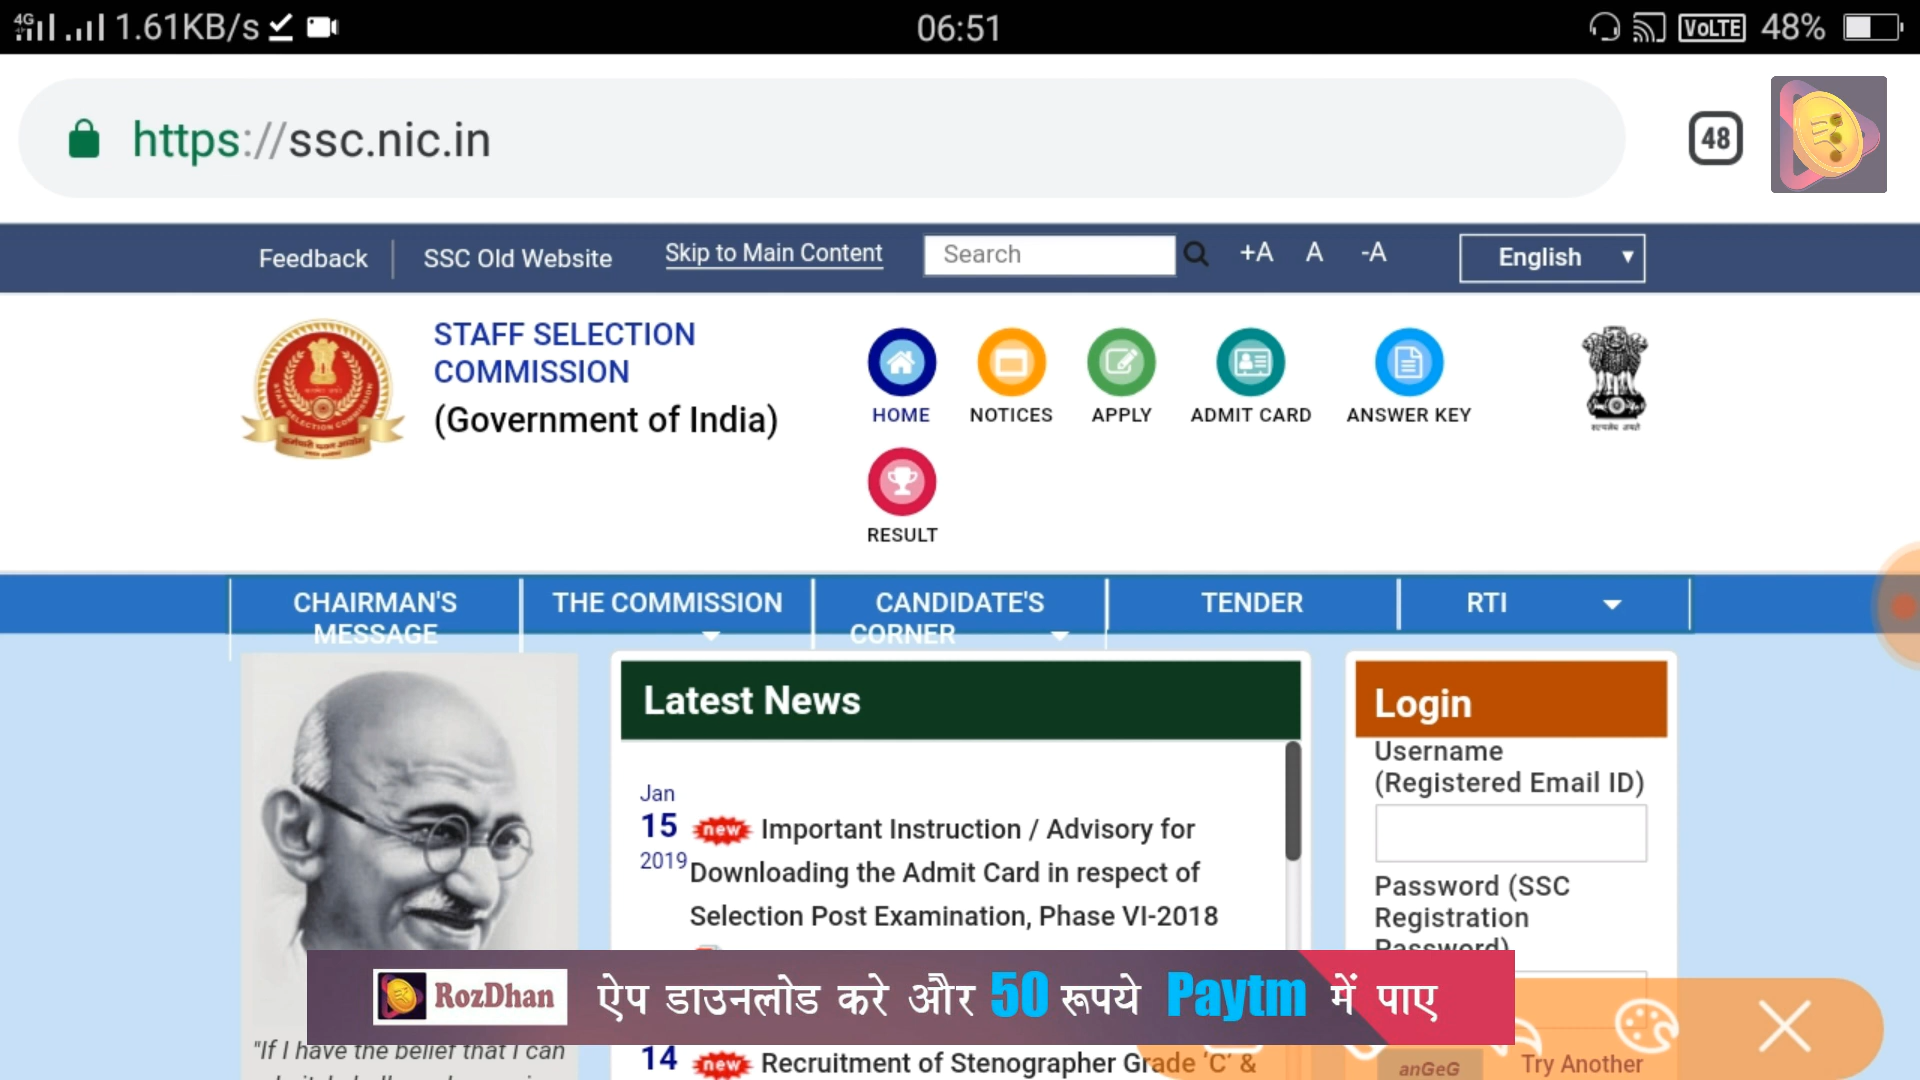 4G 1.61KB/s 06:51 VoLTE 48%
https://ssc.nic.in 48
Feedback SSC Old Website Skip to Main Content Search +A A -A English
STAFF SELECTION
COMMISSION
(Government of India)
HOME NOTICES APPLY ADMIT CARD ANSWER KEY
RESULT
CHAIRMAN'S
MESSAGE
THE COMMISSION
CANDIDATE'S
CORNER
TENDER
RTI
Latest News
Jan
15
2019
new Important Instruction / Advisory for
Downloading the Admit Card in respect of
Selection Post Examination, Phase VI-2018
14 new Recruitment of Stenographer Grade 'C' &
Login
Username
(Registered Email ID)
Password (SSC
Registration
Password)
anGeG Try Another
RozDhan ऐप डाउनलोड करे और 50 रूपये Paytm में पाए
"If I have the belief that I can